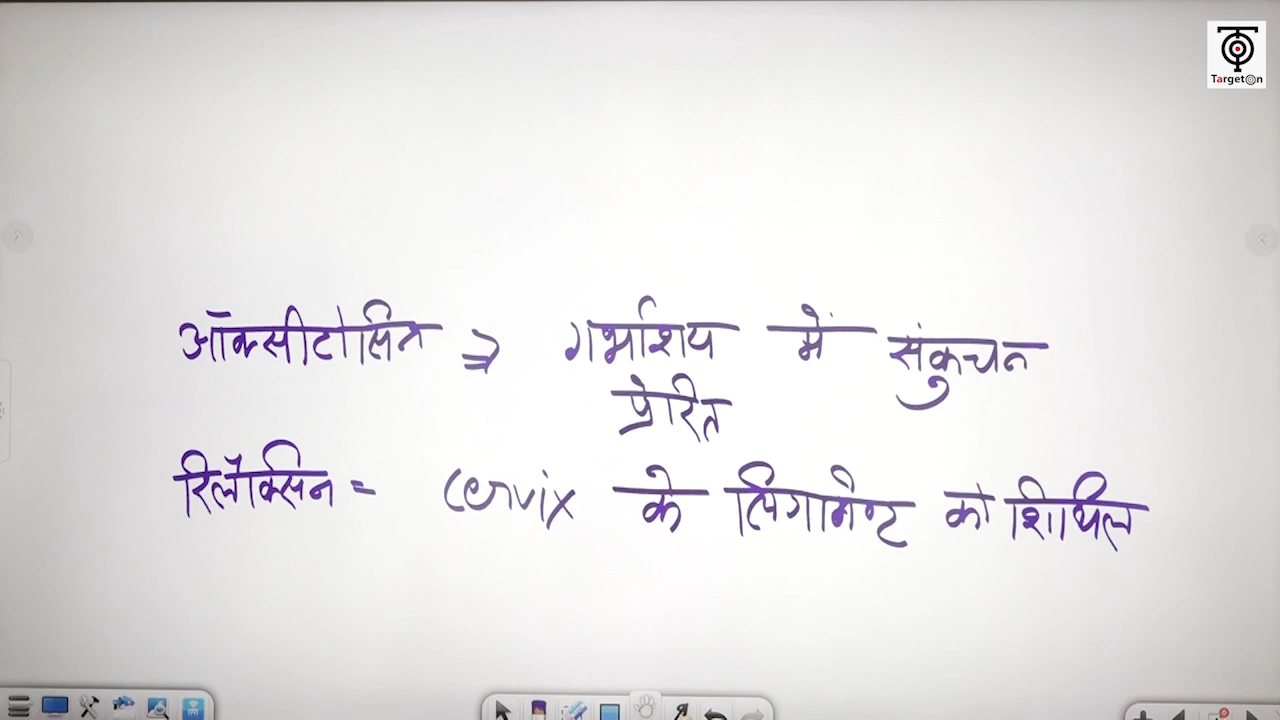 TargetOn
ऑक्सीटोसिन ⇒ गर्भाशय में संकुचन
प्रेरित
रिलॅक्सिन = cervix के लिगामेन्ट को शिथिल